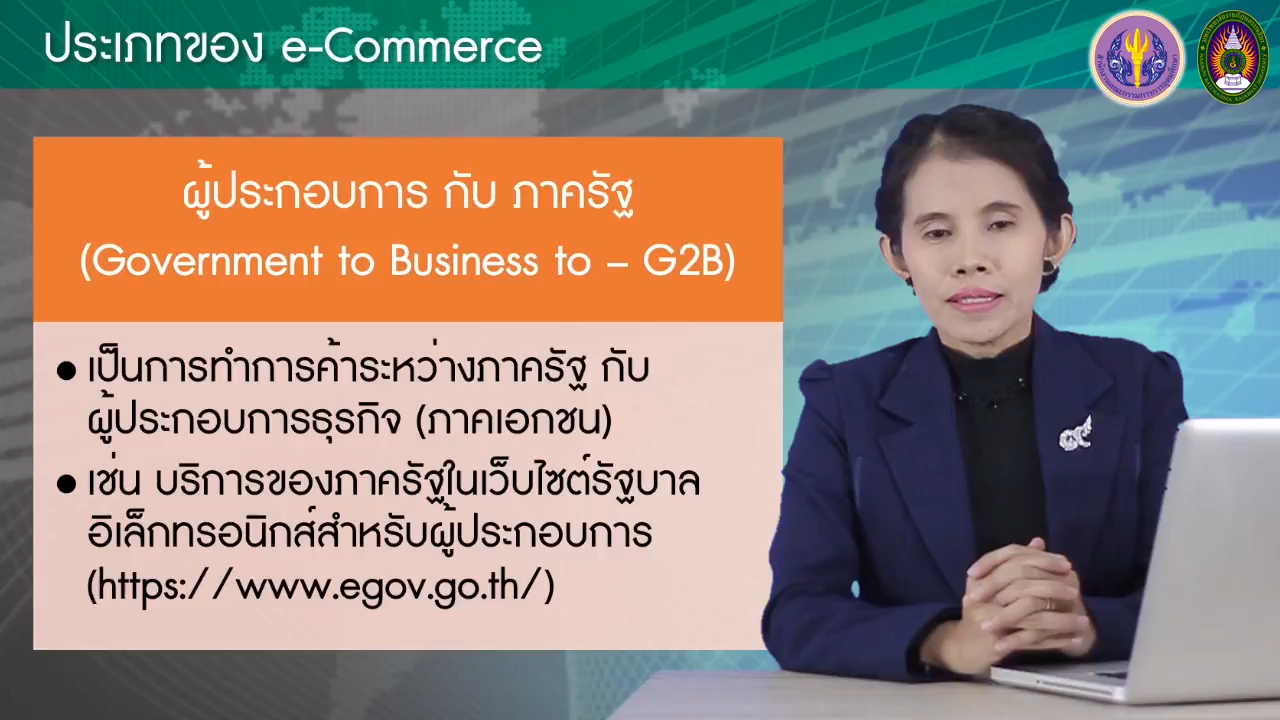 ประเภทของ e-Commerce
ผู้ประกอบการ กับ ภาครัฐ
(Government to Business to – G2B)
● เป็นการทำการค้าระหว่างภาครัฐ กับ
ผู้ประกอบการธุรกิจ (ภาคเอกชน)
● เช่น บริการของภาครัฐในเว็บไซต์รัฐบาล
อิเล็กทรอนิกส์สำหรับผู้ประกอบการ
(https://www.egov.go.th/)